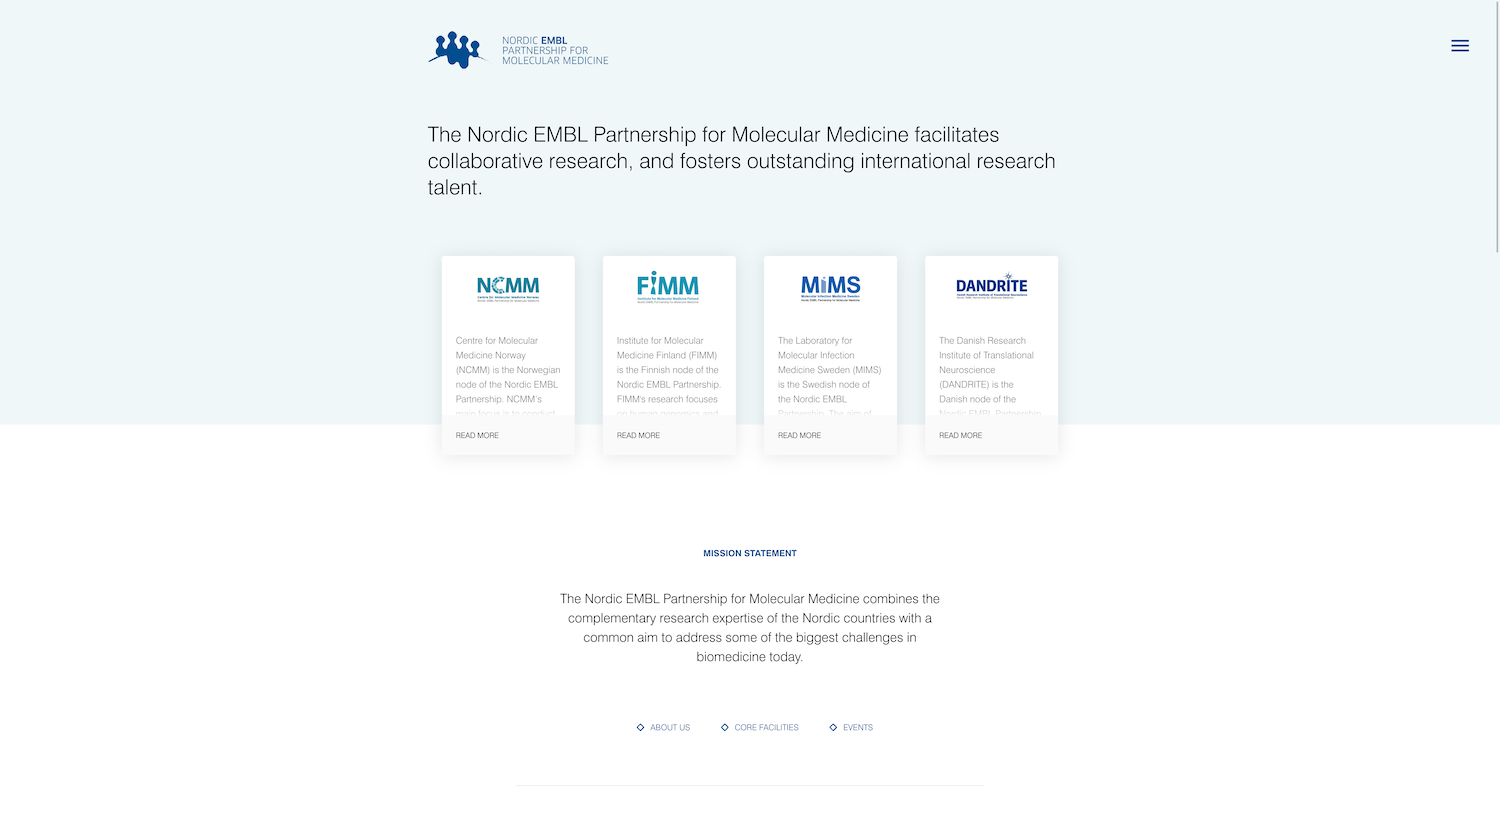 NORDIC EMBL
PARTNERSHIP FOR
MOLECULAR MEDICINE
The Nordic EMBL Partnership for Molecular Medicine facilitates
collaborative research, and fosters outstanding international research
talent.
NCMM
Centre for Molecular Medicine Norway
Nordic EMBL Partnership for Molecular Medicine
Centre for Molecular
Medicine Norway
(NCMM) is the Norwegian
node of the Nordic EMBL
Partnership. NCMM's
main focus is to conduct
READ MORE
FiMM
Institute for Molecular Medicine Finland
Nordic EMBL Partnership for Molecular Medicine
Institute for Molecular
Medicine Finland (FIMM)
is the Finnish node of the
Nordic EMBL Partnership.
FIMM's research focuses
on human genomics and
READ MORE
MiMS
Molecular Infection Medicine Sweden
Nordic EMBL Partnership for Molecular Medicine
The Laboratory for
Molecular Infection
Medicine Sweden (MIMS)
is the Swedish node of
the Nordic EMBL
Partnership. The aim of
READ MORE
DANDRITE
Danish Research Institute of Translational Neuroscience
Nordic EMBL Partnership for Molecular Medicine
The Danish Research
Institute of Translational
Neuroscience
(DANDRITE) is the
Danish node of the
Nordic EMBL Partnership
READ MORE
MISSION STATEMENT
The Nordic EMBL Partnership for Molecular Medicine combines the
complementary research expertise of the Nordic countries with a
common aim to address some of the biggest challenges in
biomedicine today.
ABOUT US
CORE FACILITIES
EVENTS